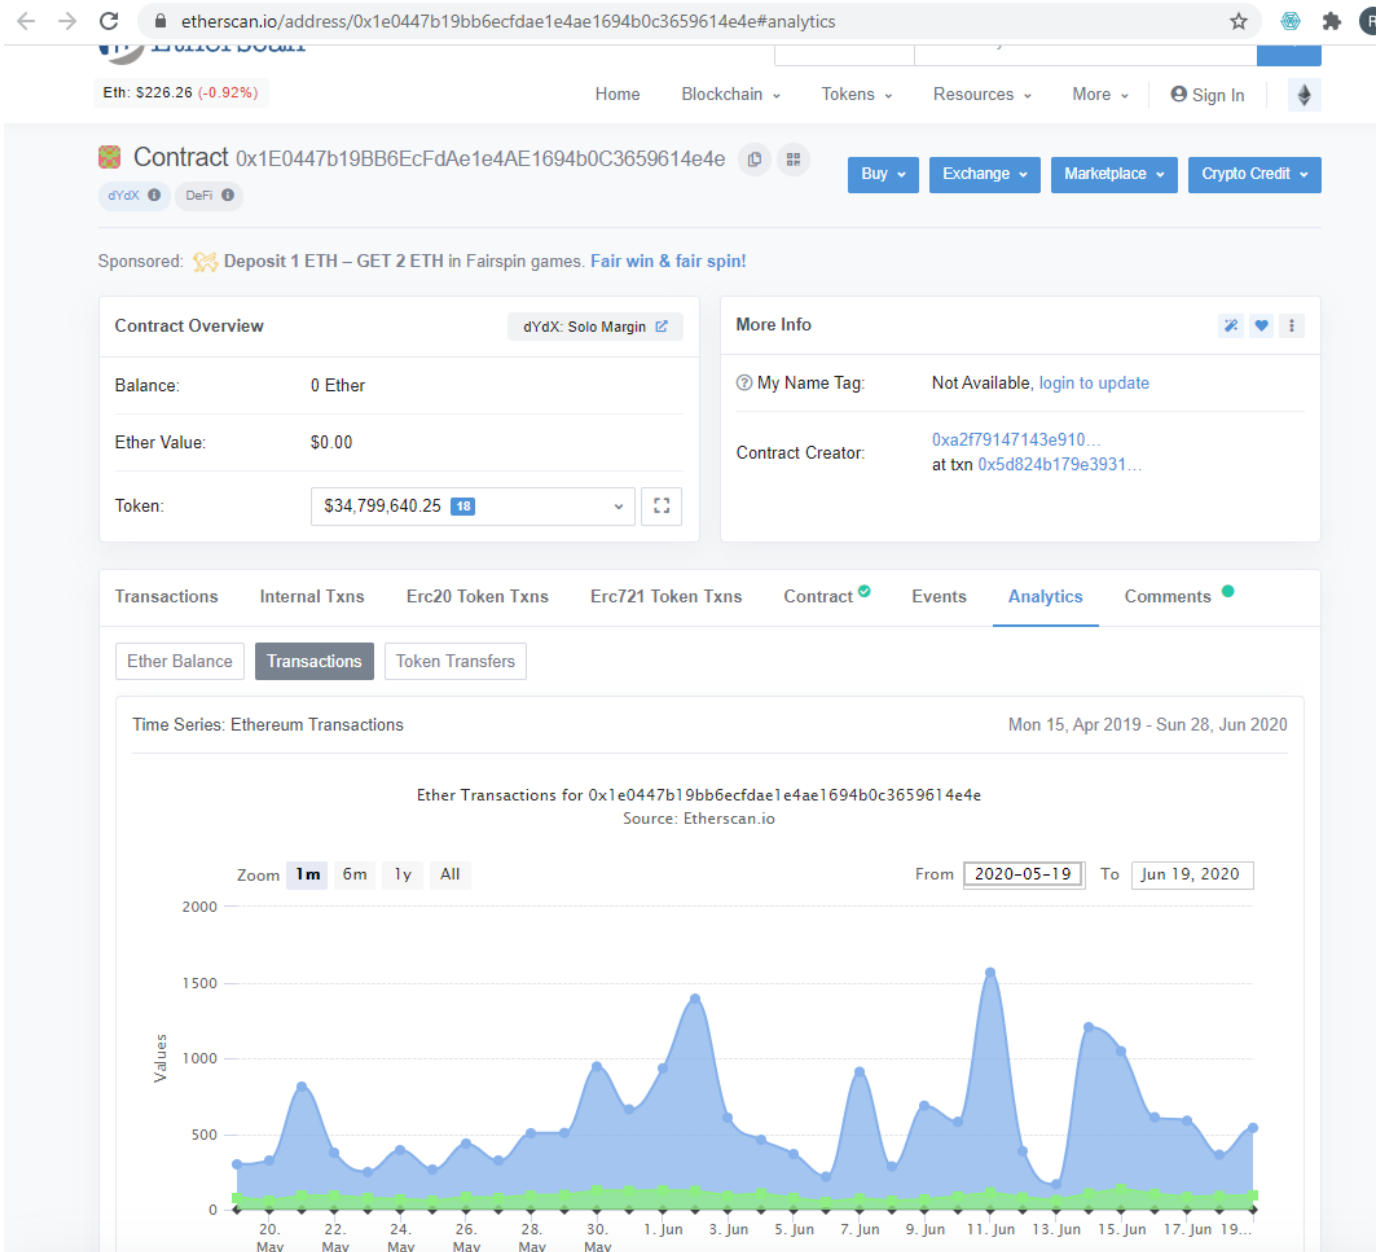 etherscan.io/address/0x1e0447b19bb6ecfdae1e4ae1694b0c3659614e4e#analytics
R
Etherscan
Eth: $226.26 (-0.92%)
Home Blockchain Tokens Resources More Sign In
Contract 0x1E0447b19BB6EcFdAe1e4AE1694b0C3659614e4e
Buy Exchange Marketplace Crypto Credit
dYdX DeFi
Sponsored: Deposit 1 ETH – GET 2 ETH in Fairspin games. Fair win & fair spin!
Contract Overview dYdX: Solo Margin
Balance: 0 Ether
Ether Value: $0.00
Token: $34,799,640.25 18
More Info
My Name Tag: Not Available, login to update
Contract Creator: 0xa2f79147143e910...
at txn 0x5d824b179e3931...
Transactions Internal Txns Erc20 Token Txns Erc721 Token Txns Contract Events Analytics Comments
Ether Balance Transactions Token Transfers
Time Series: Ethereum Transactions Mon 15, Apr 2019 - Sun 28, Jun 2020
Ether Transactions for 0x1e0447b19bb6ecfdae1e4ae1694b0c3659614e4e
Source: Etherscan.io
Zoom 1m 6m 1y All From 2020-05-19 To Jun 19, 2020
2000
1500
1000
500
0
Values
20. May 22. May 24. May 26. May 28. May 30. May 1. Jun 3. Jun 5. Jun 7. Jun 9. Jun 11. Jun 13. Jun 15. Jun 17. Jun 19...